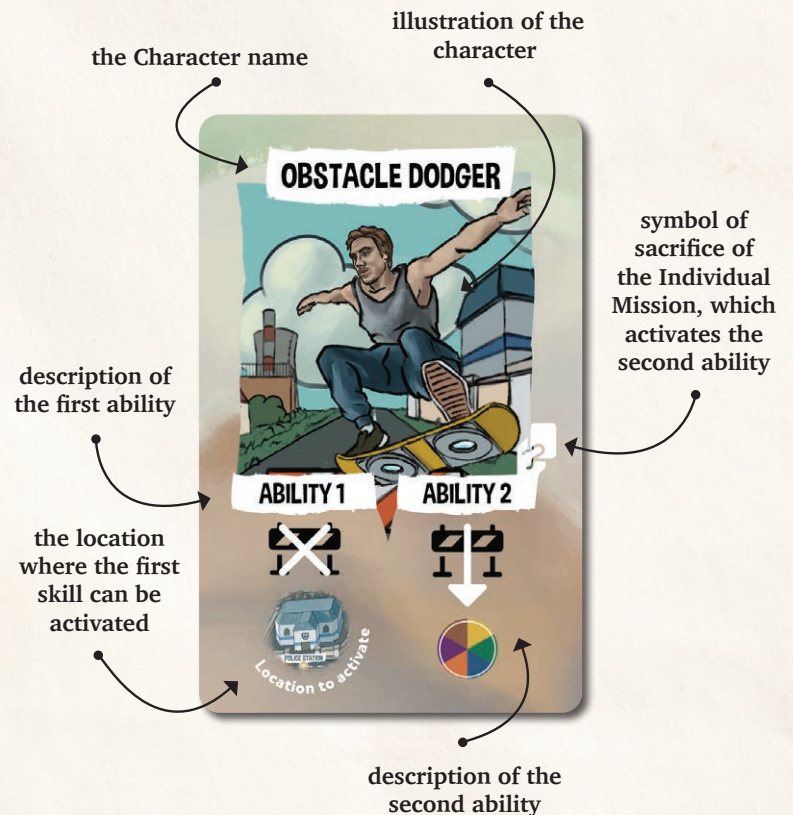 illustration of the
character
the Character name
OBSTACLE DODGER
symbol of
sacrifice of
the Individual
Mission, which
activates the
second ability
description of
the first ability
ABILITY 1
ABILITY 2
the location
where the first
skill can be
activated
POLICE STATION
Location to activate
description of the
second ability